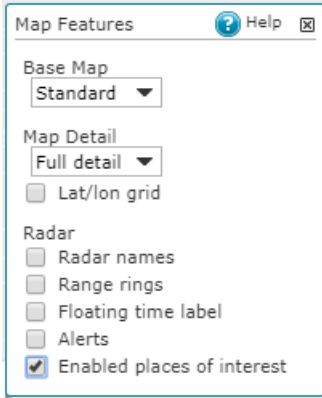 Map Features ? Help
Base Map
Standard
Map Detail
Full detail
Lat/lon grid
Radar
Radar names
Range rings
Floating time label
Alerts
Enabled places of interest